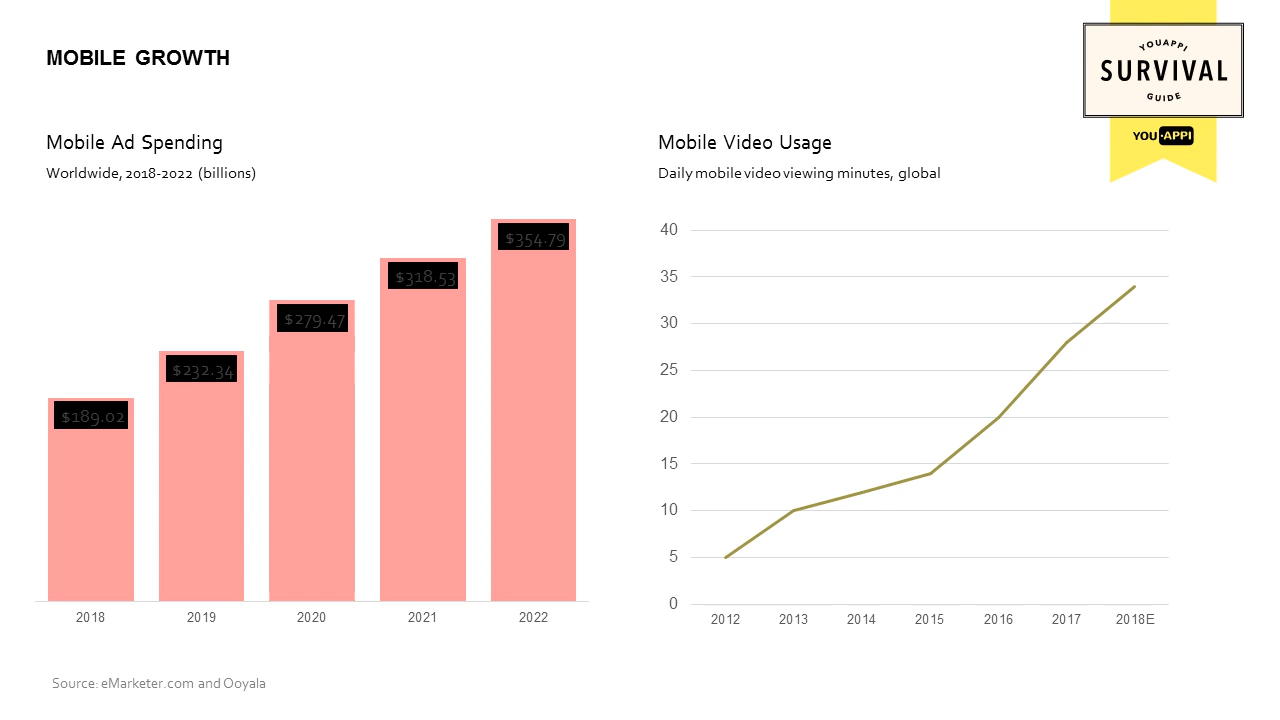 MOBILE GROWTH
YOUAPPI
SURVIVAL
GUIDE
YOU APPI
Mobile Ad Spending
Worldwide, 2018-2022 (billions)
$189.02
$232.34
$279.47
$318.53
$354.79
2018 2019 2020 2021 2022
Mobile Video Usage
Daily mobile video viewing minutes, global
40
35
30
25
20
15
10
5
0
2012 2013 2014 2015 2016 2017 2018E
Source: eMarketer.com and Ooyala